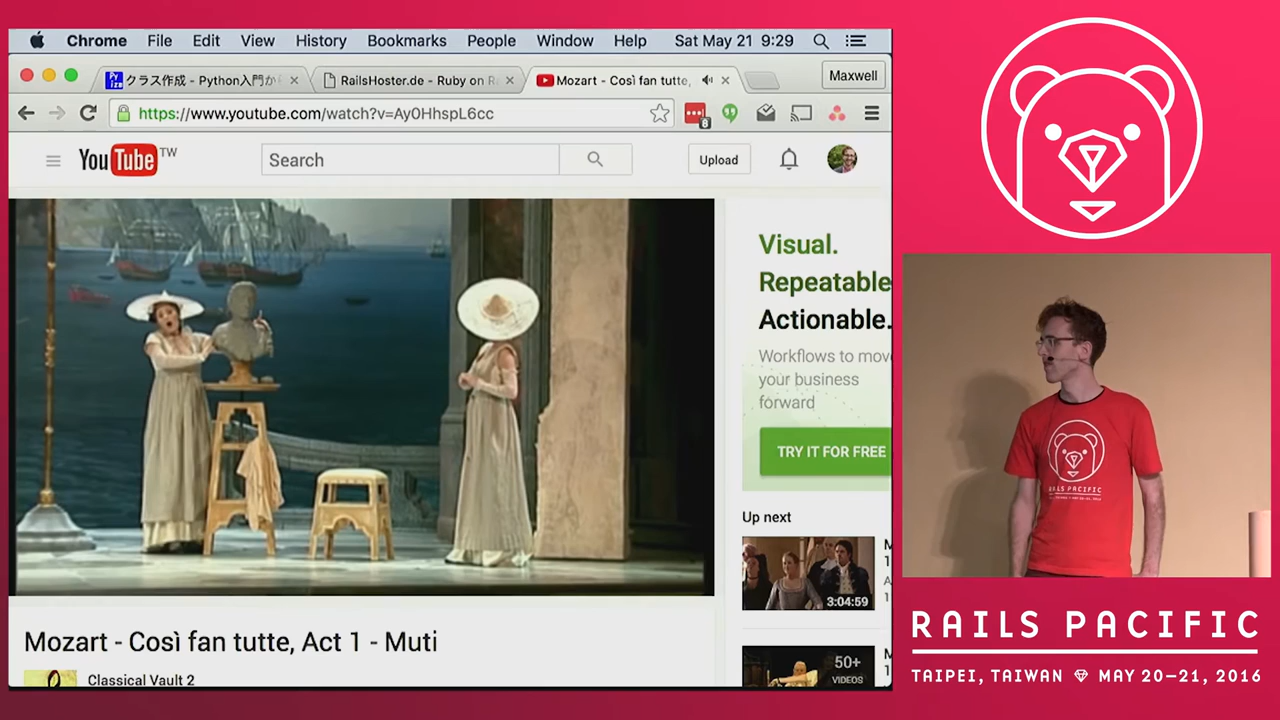 Chrome File Edit View History Bookmarks People Window Help Sat May 21 9:29
クラス作成 - Python入門か
RailsHoster.de - Ruby on R
Mozart - Così fan tutte,
Maxwell
https://www.youtube.com/watch?v=Ay0HhspL6cc
8
YouTube TW
Search
Upload
Visual.
Repeatable
Actionable.
Workflows to mov
your business
forward
TRY IT FOR FREE
Up next
3:04:59
50+
VIDEOS
Mozart - Così fan tutte, Act 1 - Muti
Classical Vault 2
RAILS PACIFIC
RAILS PACIFIC
TAIPEI, TAIWAN MAY 20-21, 2016